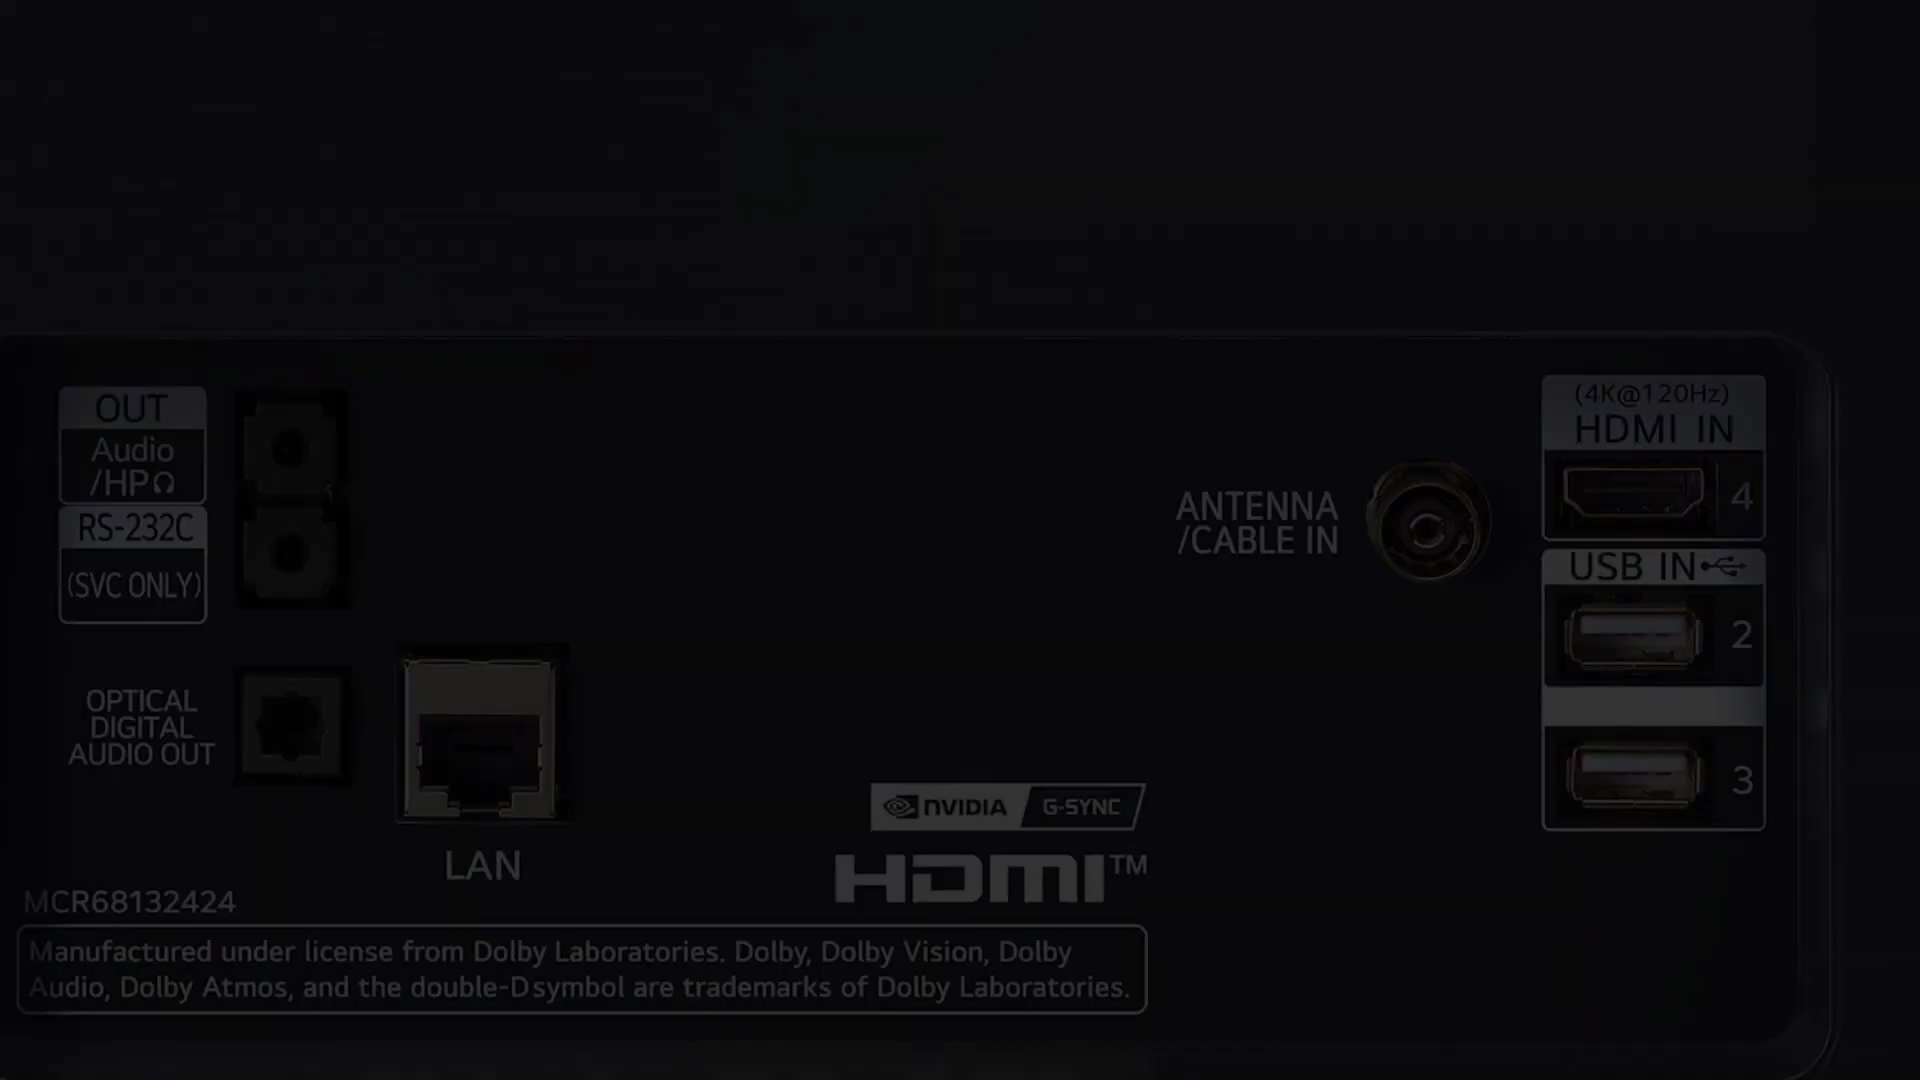 OUT
Audio
/HP
RS-232C
(SVC ONLY)
OPTICAL
DIGITAL
AUDIO OUT
LAN
MCR68132424
Manufactured under license from Dolby Laboratories. Dolby, Dolby Vision, Dolby
Audio, Dolby Atmos, and the double-D symbol are trademarks of Dolby Laboratories.
NVIDIA G-SYNC
HDMI™
ANTENNA
/CABLE IN
(4K@120Hz)
HDMI IN
4
USB IN
2
3